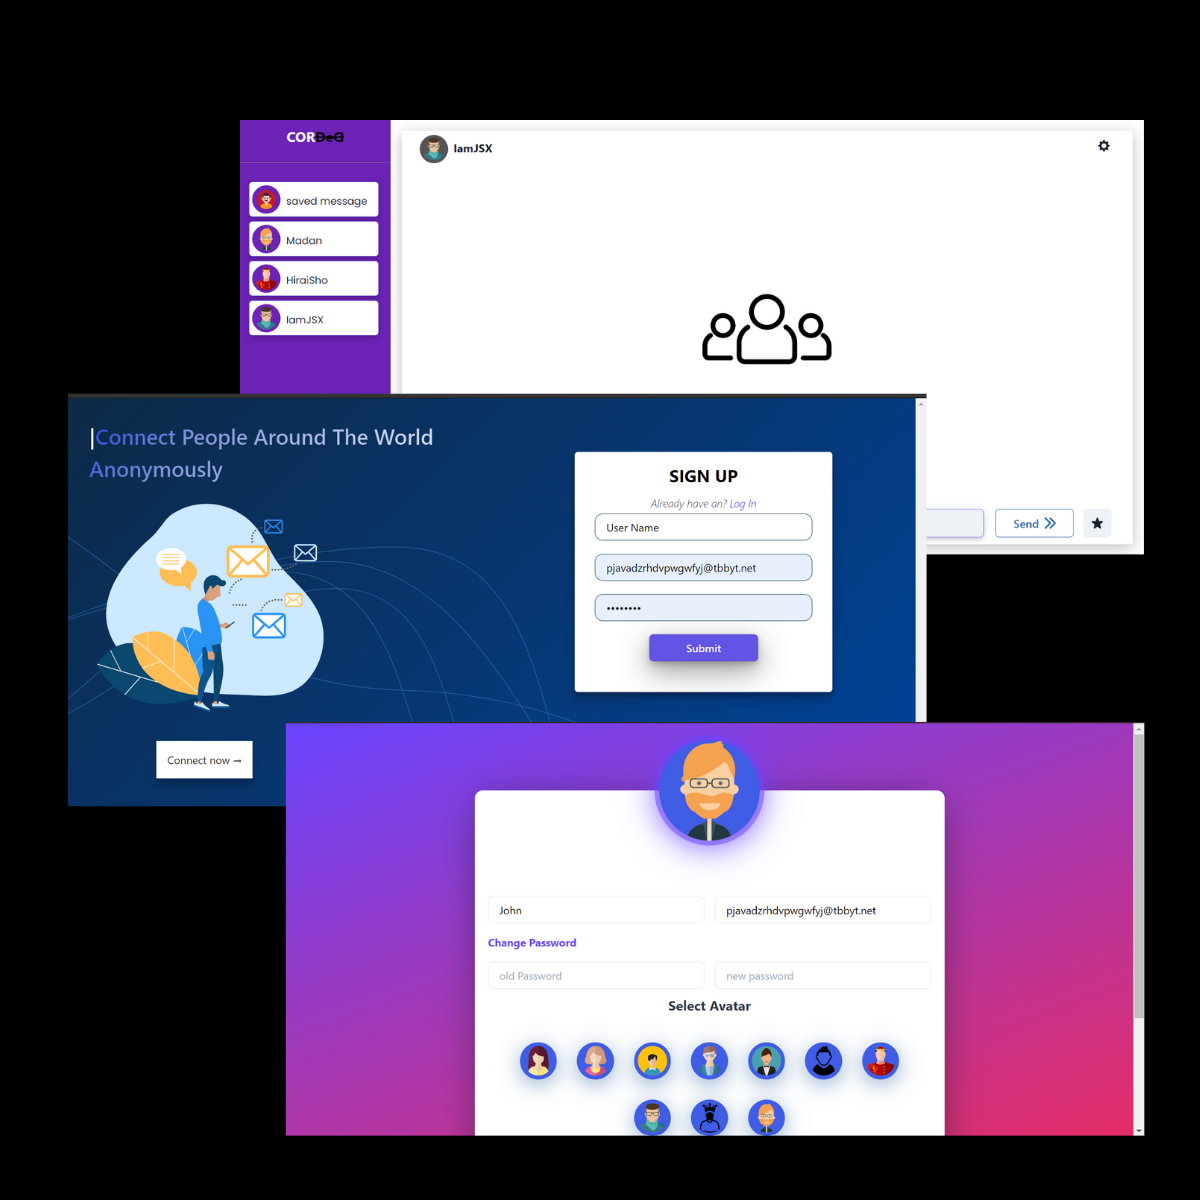 CORDeD
IamJSX
saved message
Madan
HiraiSho
IamJSX
Send
Connect People Around The World
Anonymously
SIGN UP
Already have an? Log In
User Name
pjavadzrhdvpwgwfyj@tbbyt.net
••••••••
Submit
Connect now →
John
pjavadzrhdvpwgwfyj@tbbyt.net
Change Password
old Password
new password
Select Avatar